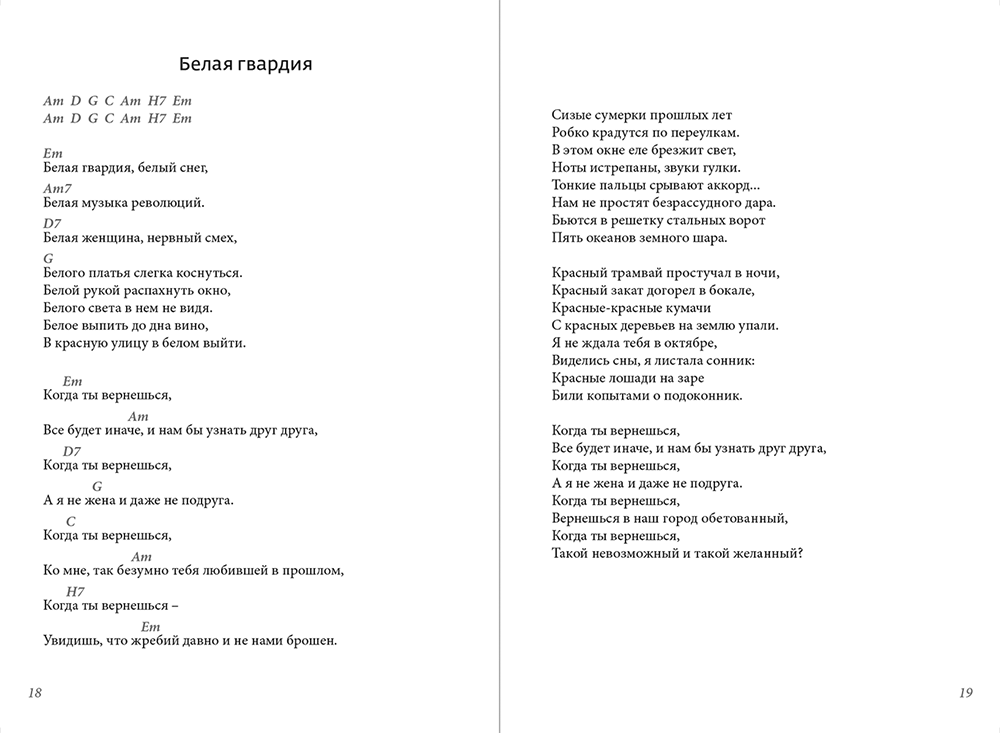 Белая гвардия
Am D G C Am H7 Em
Am D G C Am H7 Em
Em
Белая гвардия, белый снег,
Am7
Белая музыка революций.
D7
Белая женщина, нервный смех,
G
Белого платья слегка коснуться.
Белой рукой распахнуть окно,
Белого света в нем не видя.
Белое выпить до дна вино,
В красную улицу в белом выйти.
Em
Когда ты вернешься,
Am
Все будет иначе, и нам бы узнать друг друга,
D7
Когда ты вернешься,
G
А я не жена и даже не подруга.
C
Когда ты вернешься,
Am
Ко мне, так безумно тебя любившей в прошлом,
H7
Когда ты вернешься –
Em
Увидишь, что жребий давно и не нами брошен.
18
Сизые сумерки прошлых лет
Робко крадутся по переулкам.
В этом окне еле брезжит свет,
Ноты истрепаны, звуки гулки.
Тонкие пальцы срывают аккорд...
Нам не простят безрассудного дара.
Бьются в решетку стальных ворот
Пять океанов земного шара.
Красный трамвай простучал в ночи,
Красный закат догорел в бокале,
Красные-красные кумачи
С красных деревьев на землю упали.
Я не ждала тебя в октябре,
Виделись сны, я листала сонник:
Красные лошади на заре
Били копытами о подоконник.
Когда ты вернешься,
Все будет иначе, и нам бы узнать друг друга,
Когда ты вернешься,
А я не жена и даже не подруга.
Когда ты вернешься,
Вернешься в наш город обетованный,
Когда ты вернешься,
Такой невозможный и такой желанный?
19